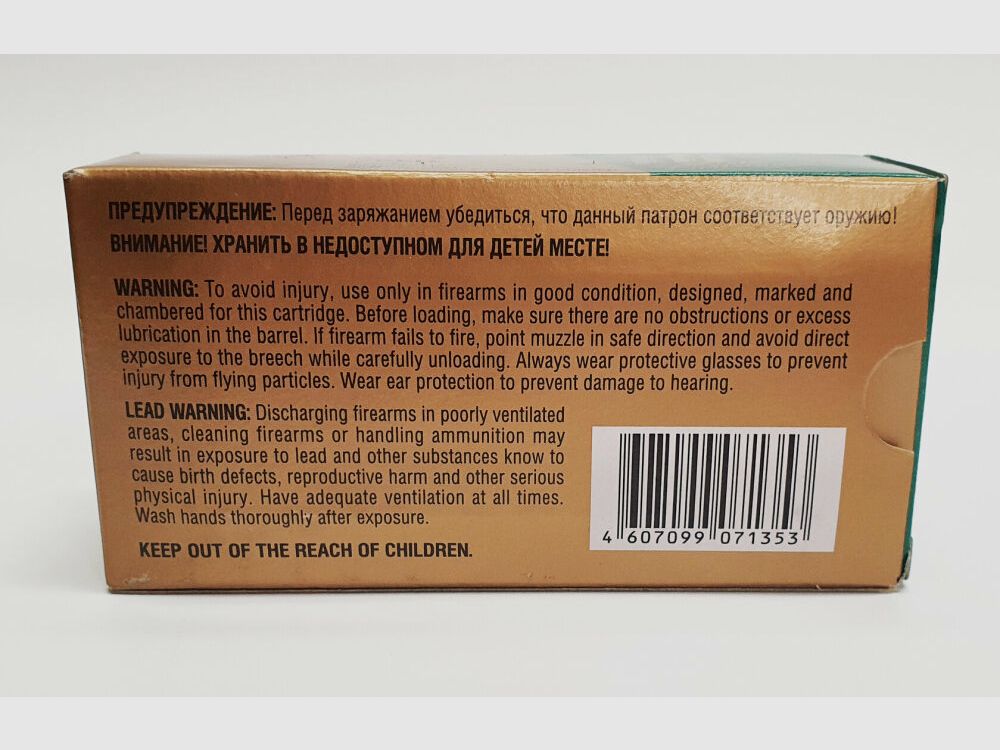 ПРЕДУПРЕЖДЕНИЕ: Перед заряжанием убедиться, что данный патрон соответствует оружию!
ВНИМАНИЕ! ХРАНИТЬ В НЕДОСТУПНОМ ДЛЯ ДЕТЕЙ МЕСТЕ!
WARNING: To avoid injury, use only in firearms in good condition, designed, marked and
chambered for this cartridge. Before loading, make sure there are no obstructions or excess
lubrication in the barrel. If firearm fails to fire, point muzzle in safe direction and avoid direct
exposure to the breech while carefully unloading. Always wear protective glasses to prevent
injury from flying particles. Wear ear protection to prevent damage to hearing.
LEAD WARNING: Discharging firearms in poorly ventilated
areas, cleaning firearms or handling ammunition may
result in exposure to lead and other substances know to
cause birth defects, reproductive harm and other serious
physical injury. Have adequate ventilation at all times.
Wash hands thoroughly after exposure.
KEEP OUT OF THE REACH OF CHILDREN.
4 607099 071353